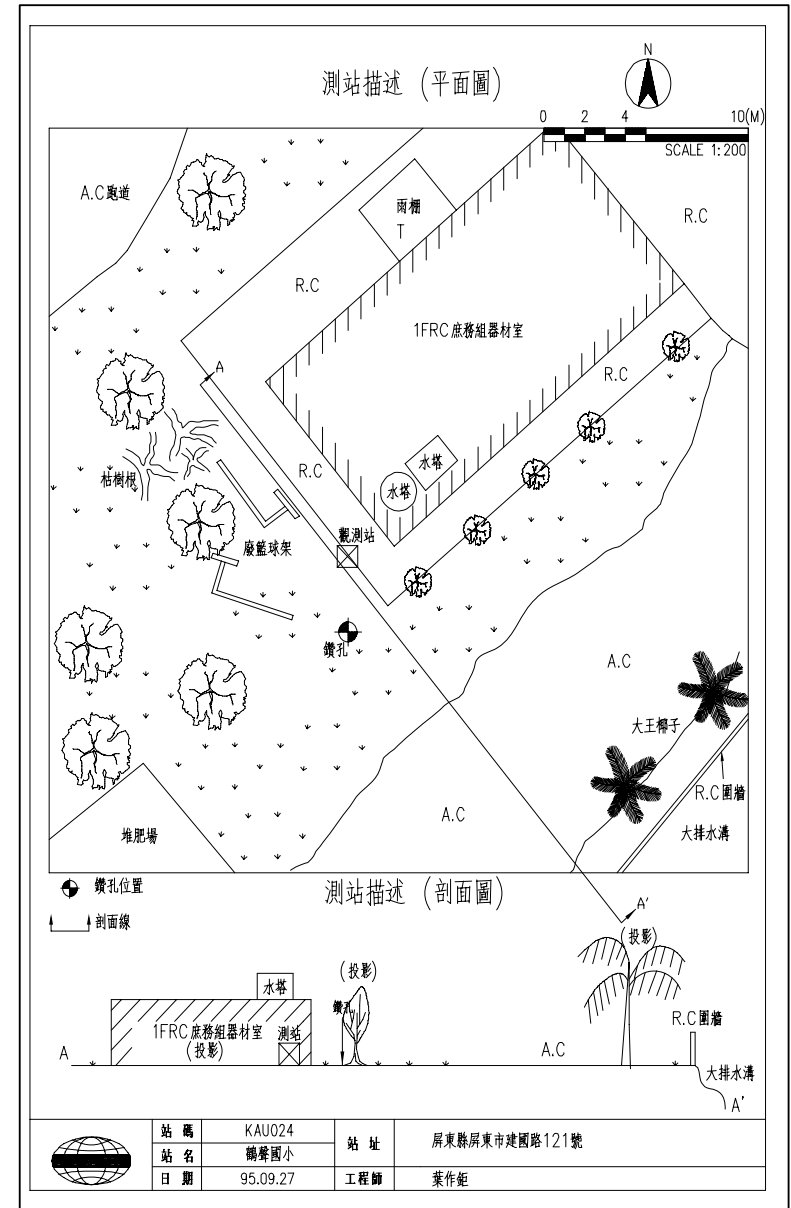 測站描述 (平面圖)
N
0 2 4 10(M)
SCALE 1:200
A.C跑道
雨棚
T
R.C
R.C
1FRC庶務組器材室
A
R.C
枯樹根
R.C
水塔
水塔
廢籃球架
觀測站
鑽孔
A.C
大王椰子
R.C圍牆
A.C
大排水溝
堆肥場
鑽孔位置
測站描述 (剖面圖)
剖面線
A'
(投影)
(投影)
水塔
鑽孔
1FRC庶務組器材室
(投影)
測站
R.C圍牆
A
A.C
大排水溝
A'
站碼 KAU024
站名 鶴聲國小
日期 95.09.27
站址 屏東縣屏東市建國路121號
工程師 葉作鉅